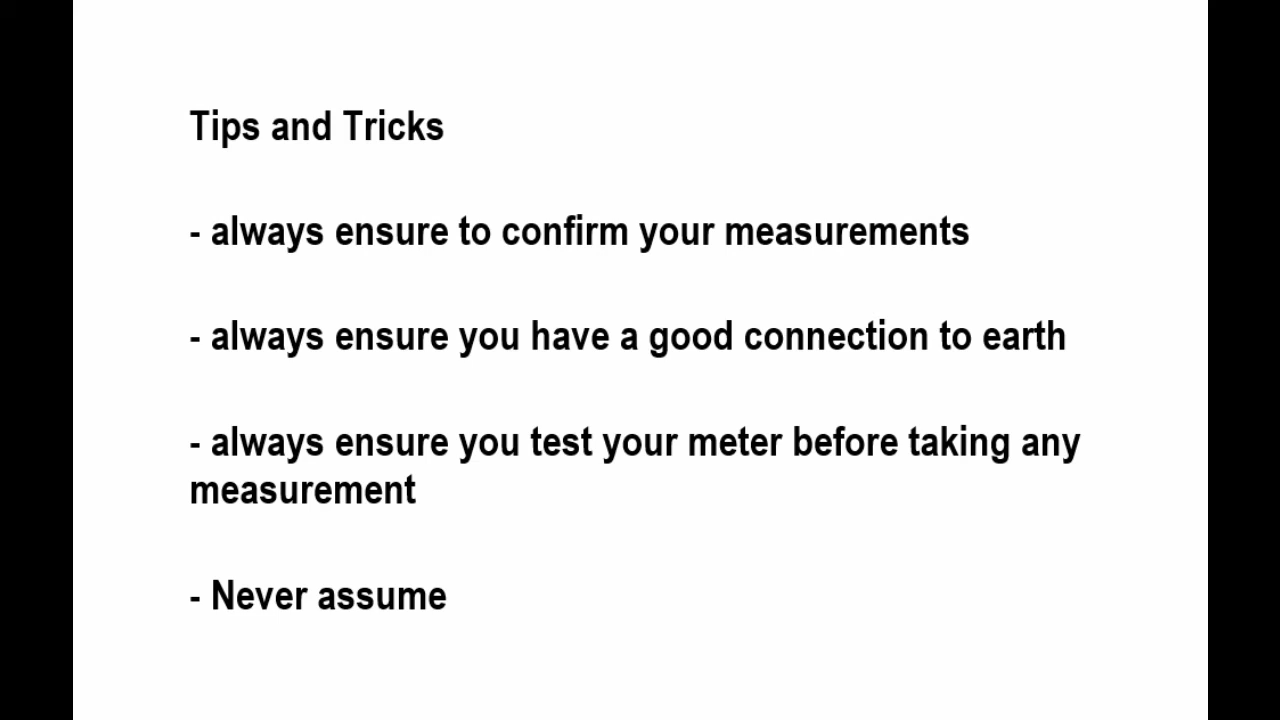 Tips and Tricks
- always ensure to confirm your measurements
- always ensure you have a good connection to earth
- always ensure you test your meter before taking any
measurement
- Never assume